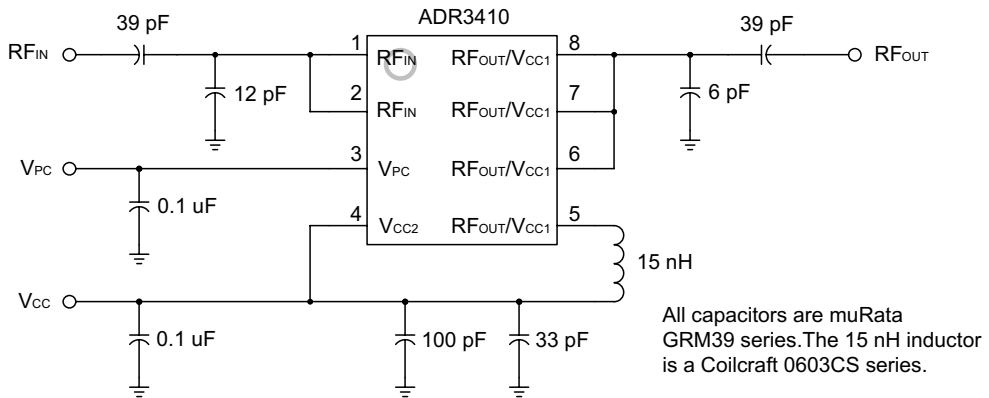 ADR3410
39 pF
39 pF
RFIN
1
RFIN
RFOUT/VCC1
8
RFOUT
12 pF
2
RFIN
RFOUT/VCC1
7
6 pF
VPC
3
VPC
RFOUT/VCC1
6
0.1 uF
4
VCC2
RFOUT/VCC1
5
15 nH
VCC
0.1 uF
100 pF
33 pF
All capacitors are muRata
GRM39 series.The 15 nH inductor
is a Coilcraft 0603CS series.